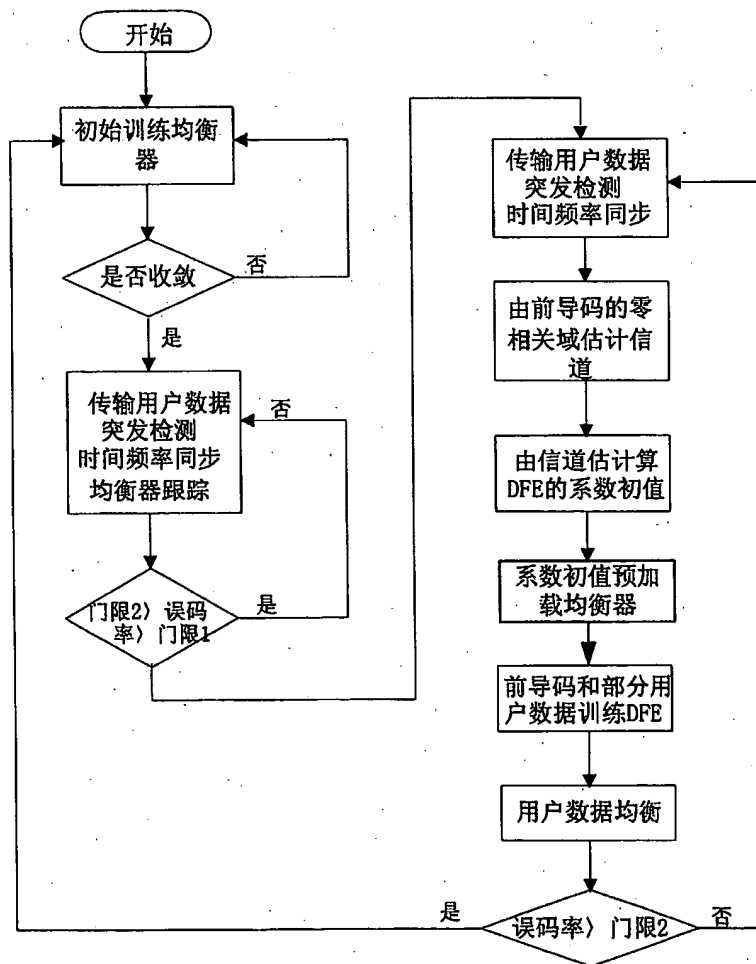 开始
初始训练均衡
器
是否收敛
否
是
传输用户数据
突发检测
时间频率同步
均衡器跟踪
否
门限2〉误码
率〉门限1
是
传输用户数据
突发检测
时间频率同步
由前导码的零
相关域估计信
道
由信道估计算
DFE的系数初值
系数初值预加
载均衡器
前导码和部分用
户数据训练DFE
用户数据均衡
是
误码率〉门限2
否